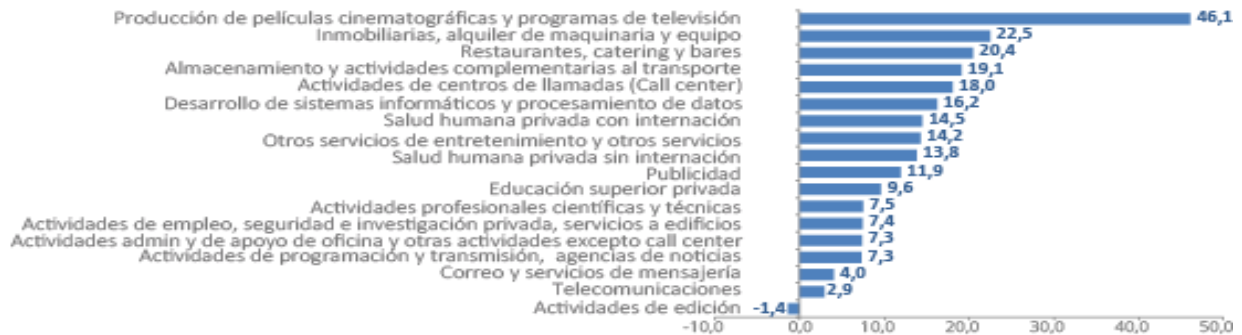 Producción de películas cinematográficas y programas de televisión 46,1
Inmobiliarias, alquiler de maquinaria y equipo 22,5
Restaurantes, catering y bares 20,4
Almacenamiento y actividades complementarias al transporte 19,1
Actividades de centros de llamadas (Call center) 18,0
Desarrollo de sistemas informáticos y procesamiento de datos 16,2
Salud humana privada con internación 14,5
Otros servicios de entretenimiento y otros servicios 14,2
Salud humana privada sin internación 13,8
Publicidad 11,9
Educación superior privada 9,6
Actividades profesionales científicas y técnicas 7,5
Actividades de empleo, seguridad e investigación privada, servicios a edificios 7,4
Actividades admin y de apoyo de oficina y otras actividades excepto call center 7,3
Actividades de programación y transmisión, agencias de noticias 7,3
Correo y servicios de mensajería 4,0
Telecomunicaciones 2,9
Actividades de edición -1,4
-10,0 0,0 10,0 20,0 30,0 40,0 50,0